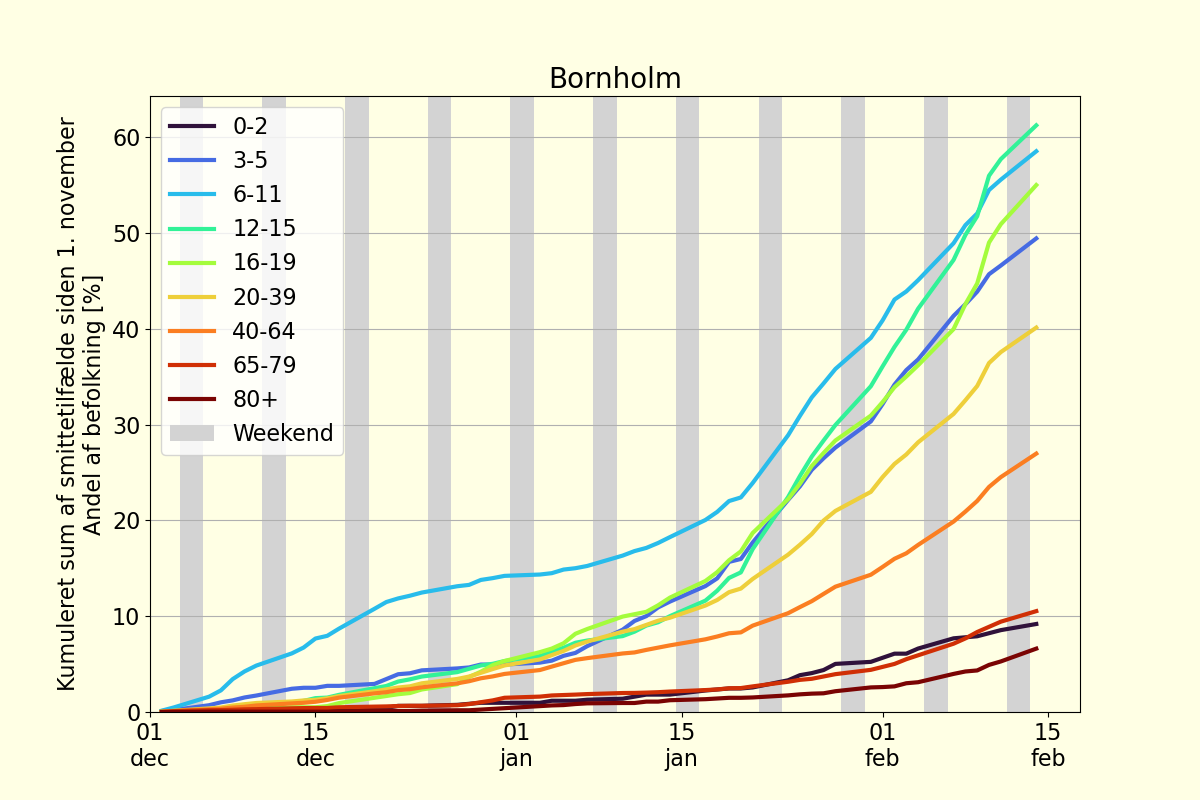 Bornholm
Kumuleret sum af smittetilfælde siden 1. november
Andel af befolkning [%]
60
50
40
30
20
10
0
0-2
3-5
6-11
12-15
16-19
20-39
40-64
65-79
80+
Weekend
01
dec
15
dec
01
jan
15
jan
01
feb
15
feb